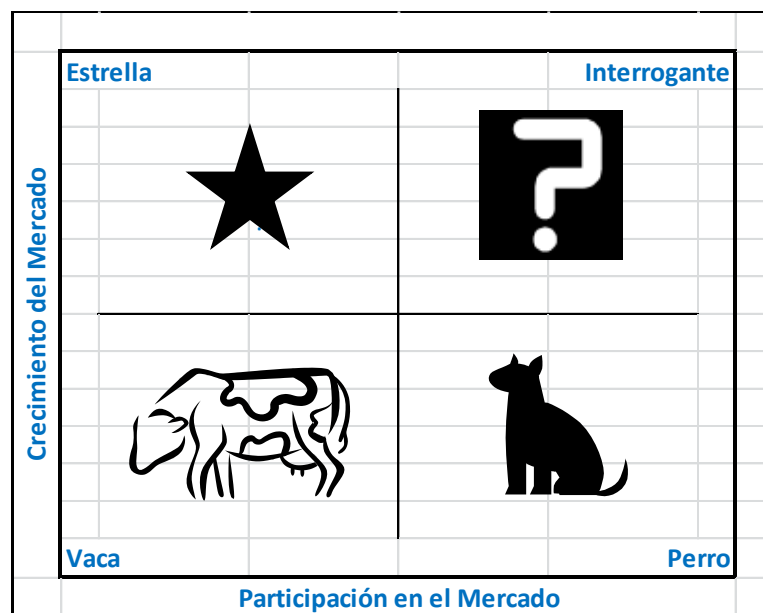 Estrella
Interrogante
?
Crecimiento del Mercado
Vaca
Perro
Participación en el Mercado